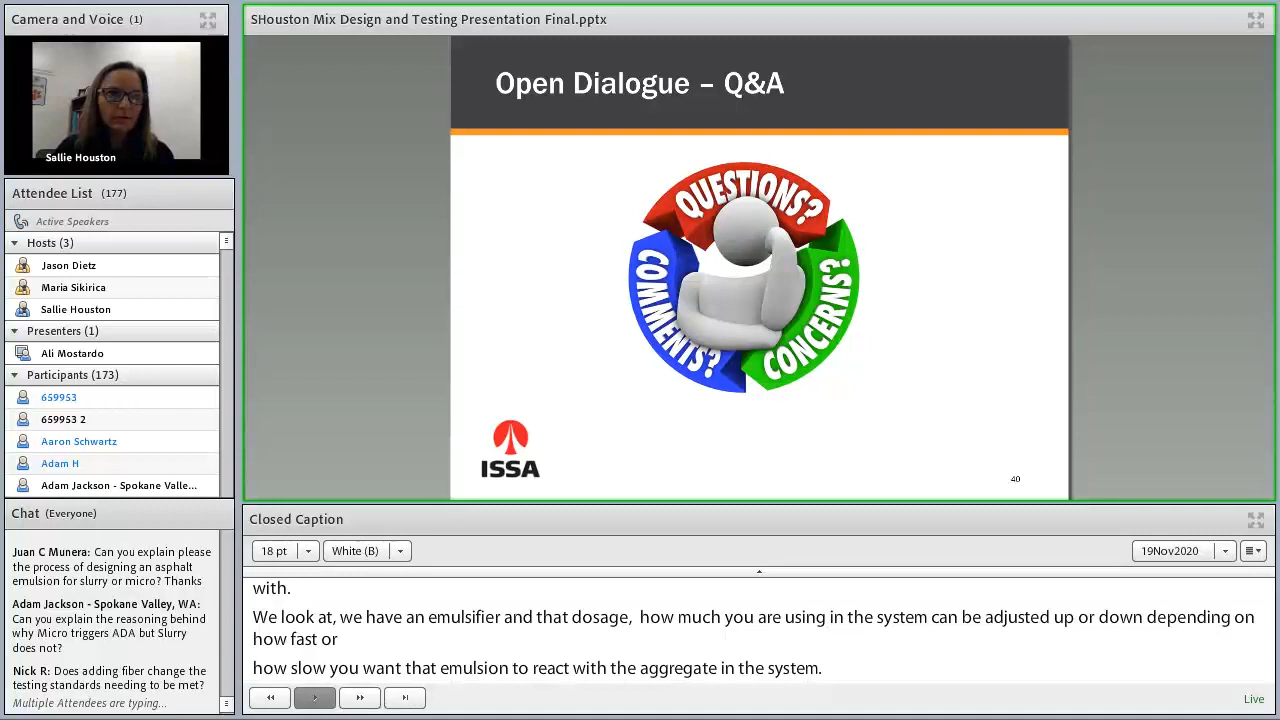 Camera and Voice (1)
Sallie Houston
Attendee List (177)
Active Speakers
Hosts (3)
Jason Dietz
Maria Sikirica
Sallie Houston
Presenters (1)
Ali Mostardo
Participants (173)
659953
659953 2
Aaron Schwartz
Adam H
Adam Jackson - Spokane Valle...
Chat (Everyone)
Juan C Munera: Can you explain please
the process of designing an asphalt
emulsion for slurry or micro? Thanks
Adam Jackson - Spokane Valley, WA:
Can you explain the reasoning behind
why Micro triggers ADA but Slurry
does not?
Nick R: Does adding fiber change the
testing standards needing to be met?
Multiple Attendees are typing...
SHouston Mix Design and Testing Presentation Final.pptx
Open Dialogue – Q&A
QUESTIONS?
COMMENTS?
CONCERNS?
ISSA
40
Closed Caption
18 pt
White (B)
19Nov2020
with.
We look at, we have an emulsifier and that dosage,  how much you are using in the system can be adjusted up or down depending on
how fast or
how slow you want that emulsion to react with the aggregate in the system.
Live